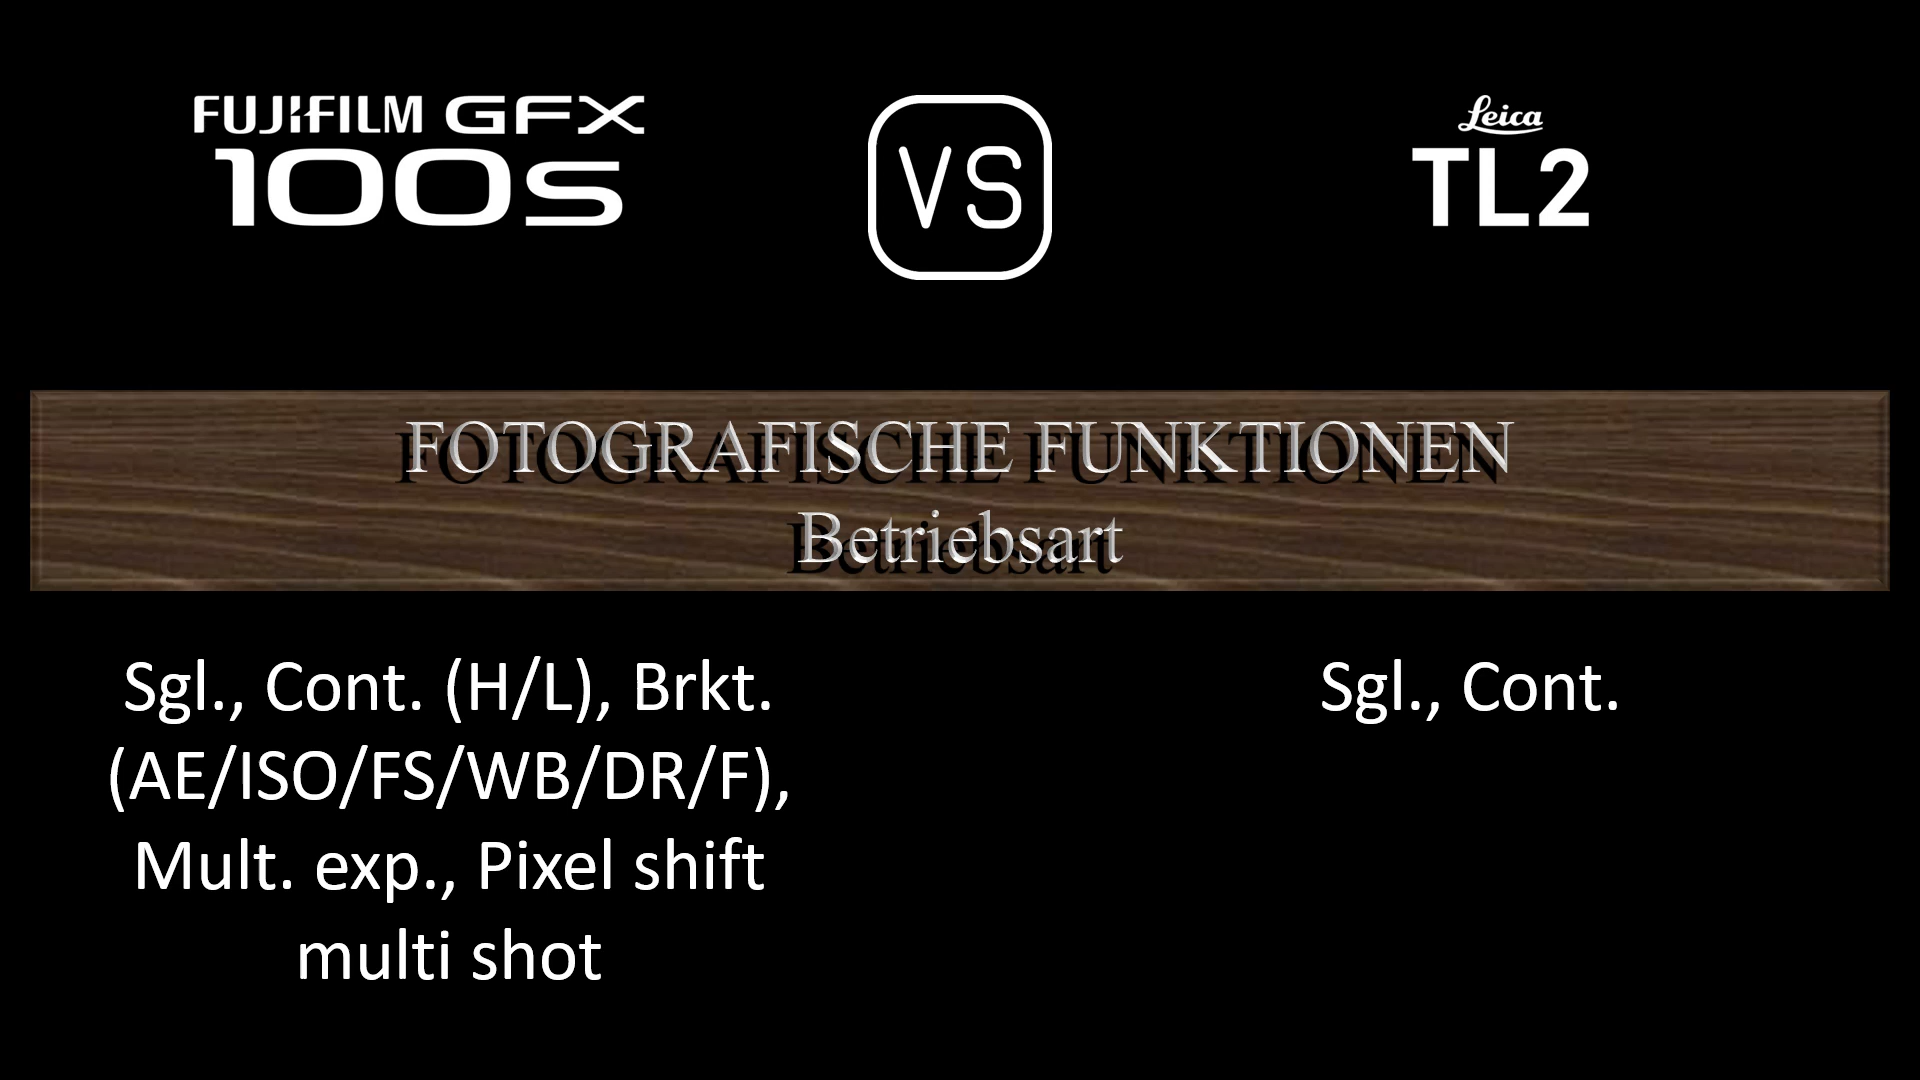 FUJIFILM GFX
100S
VS
Leica
TL2
FOTOGRAFISCHE FUNKTIONEN
Betriebsart
Sgl., Cont. (H/L), Brkt.
(AE/ISO/FS/WB/DR/F),
Mult. exp., Pixel shift
multi shot
Sgl., Cont.